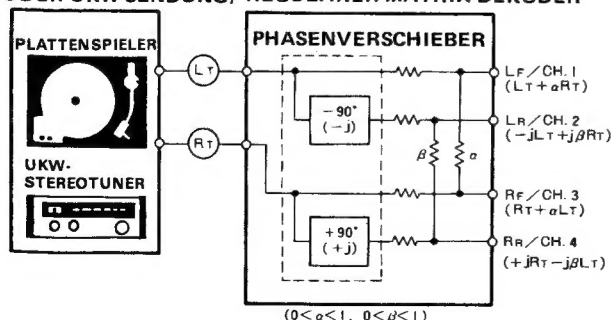 PLATTENSPIELER
UKW-
STEREOTUNER
LT
RT
PHASENVERSCHIEBER
−90°
(−j)
+90°
(+j)
β
α
LF/CH.1
(LT+αRT)
LR/CH.2
(−jLT+jβRT)
RF/CH.3
(RT+αLT)
RR/CH.4
(+jRT−jβLT)
(0<α<1, 0<β<1)